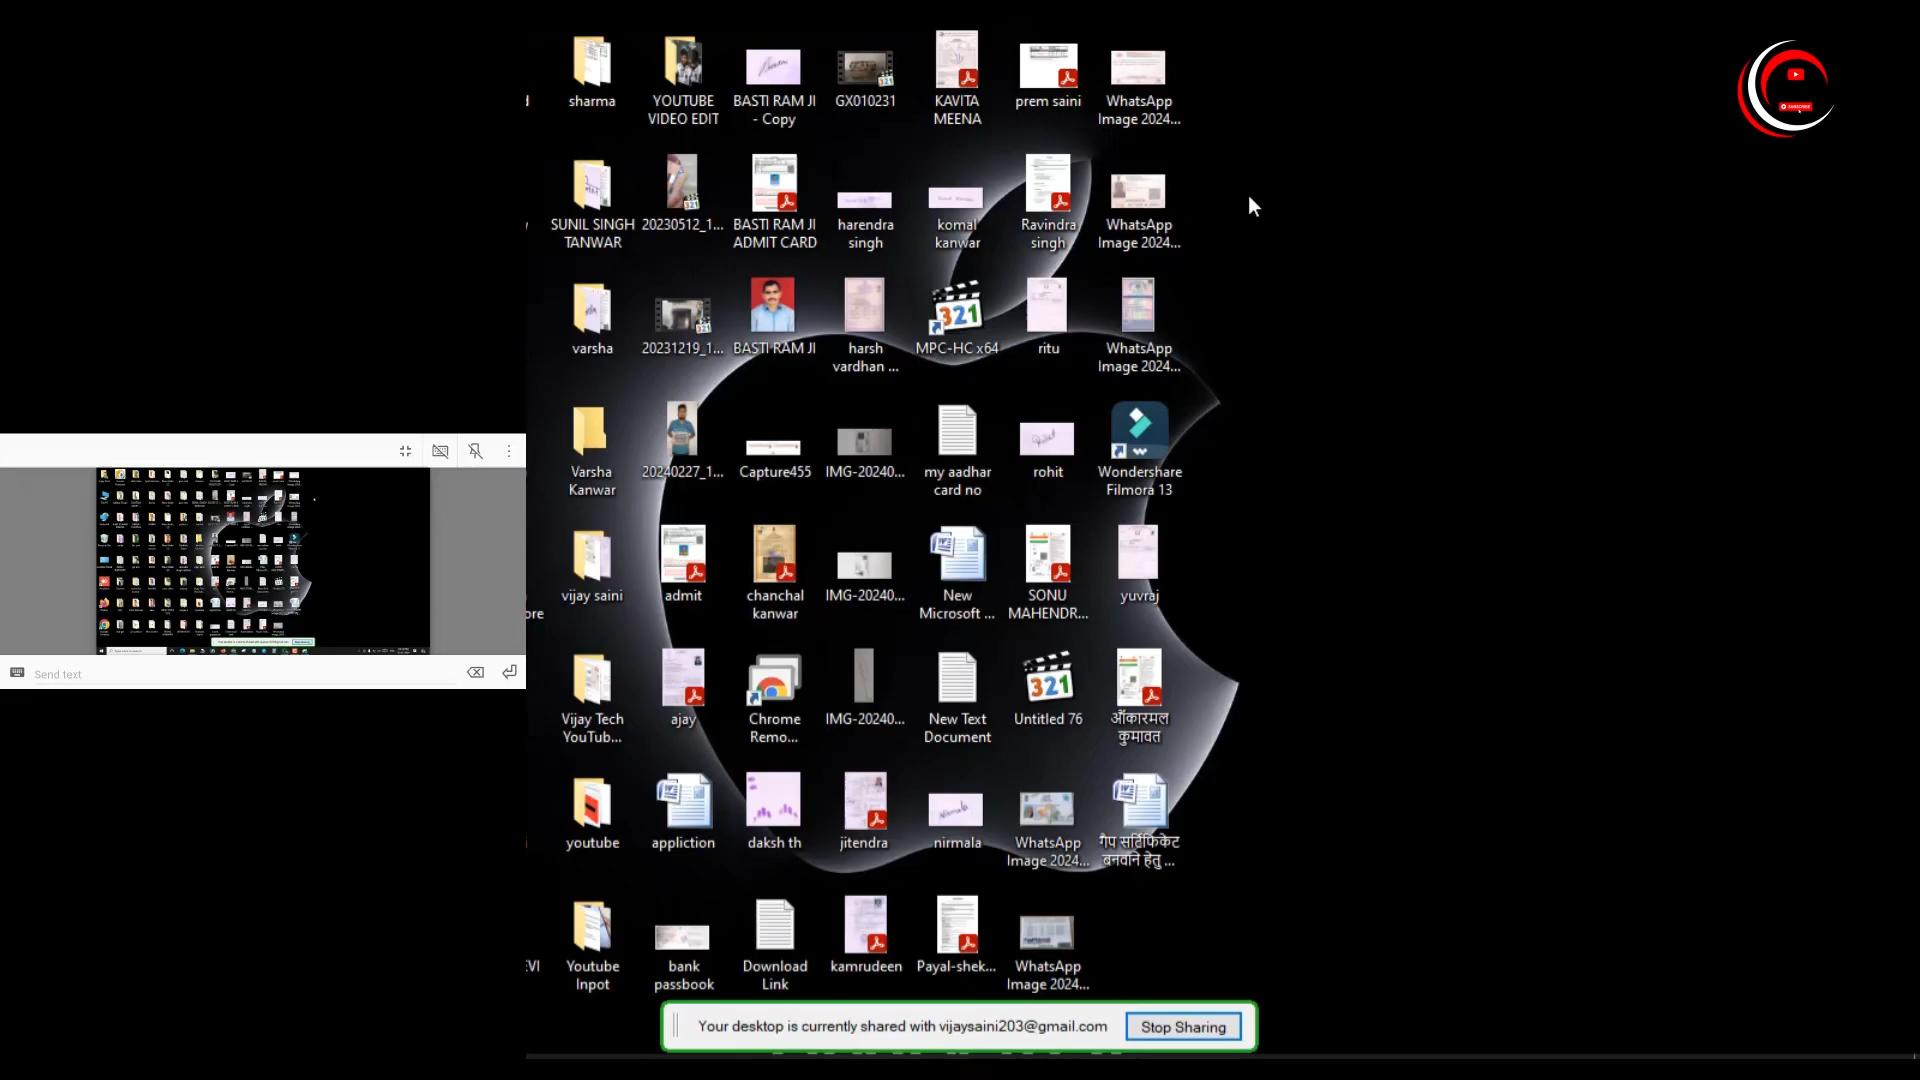 sharma
YOUTUBE
VIDEO EDIT
BASTI RAM JI
- Copy
GX010231
KAVITA
MEENA
prem saini
WhatsApp
Image 2024...
SUNIL SINGH
TANWAR
20230512_1...
BASTI RAM JI
ADMIT CARD
harendra
singh
komal
kanwar
Ravindra
singh
WhatsApp
Image 2024...
varsha
20231219_1...
BASTI RAM JI
harsh
vardhan ...
MPC-HC x64
ritu
WhatsApp
Image 2024...
Varsha
Kanwar
20240227_1...
Capture455
IMG-20240...
my aadhar
card no
rohit
Wondershare
Filmora 13
ore
vijay saini
admit
chanchal
kanwar
IMG-20240...
New
Microsoft ...
SONU
MAHENDR...
yuvraj
Send text
Vijay Tech
YouTub...
ajay
Chrome
Remo...
IMG-20240...
New Text
Document
Untitled 76
ओंकारमल
कुमावत
youtube
appliction
daksh th
jitendra
nirmala
WhatsApp
Image 2024...
गैप सर्टिफिकेट
बनवाने हेतु ...
EVI
Youtube
Inpot
bank
passbook
Download
Link
kamrudeen
Payal-shek...
WhatsApp
Image 2024...
Your desktop is currently shared with vijaysaini203@gmail.com
Stop Sharing
SUBSCRIBE